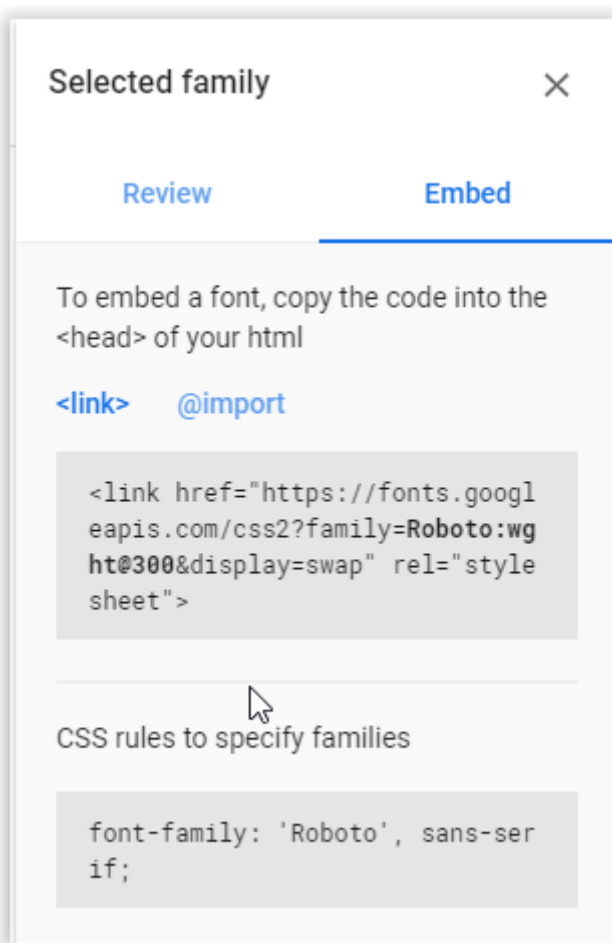 Selected family
Review Embed
To embed a font, copy the code into the
<head> of your html
<link> @import
<link href="https://fonts.googl
eapis.com/css2?family=Roboto:wg
ht@300&display=swap" rel="style
sheet">
CSS rules to specify families
font-family: 'Roboto', sans-ser
if;